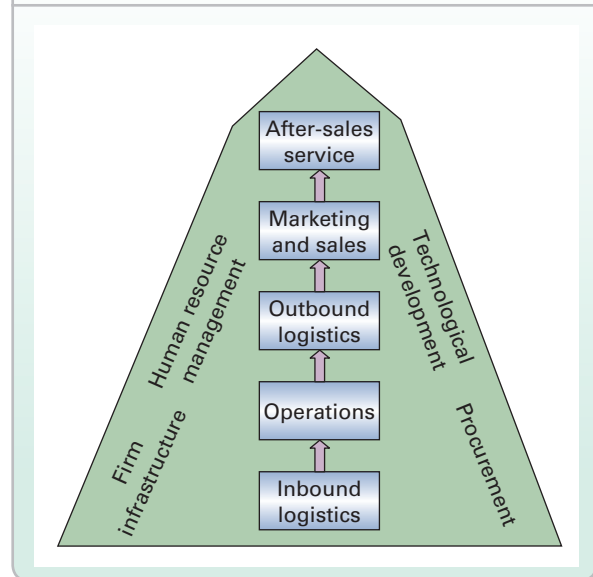 After-sales
service
Marketing
and sales
Outbound
logistics
Operations
Inbound
logistics
Human resource
management
Firm
infrastructure
Technological
development
Procurement